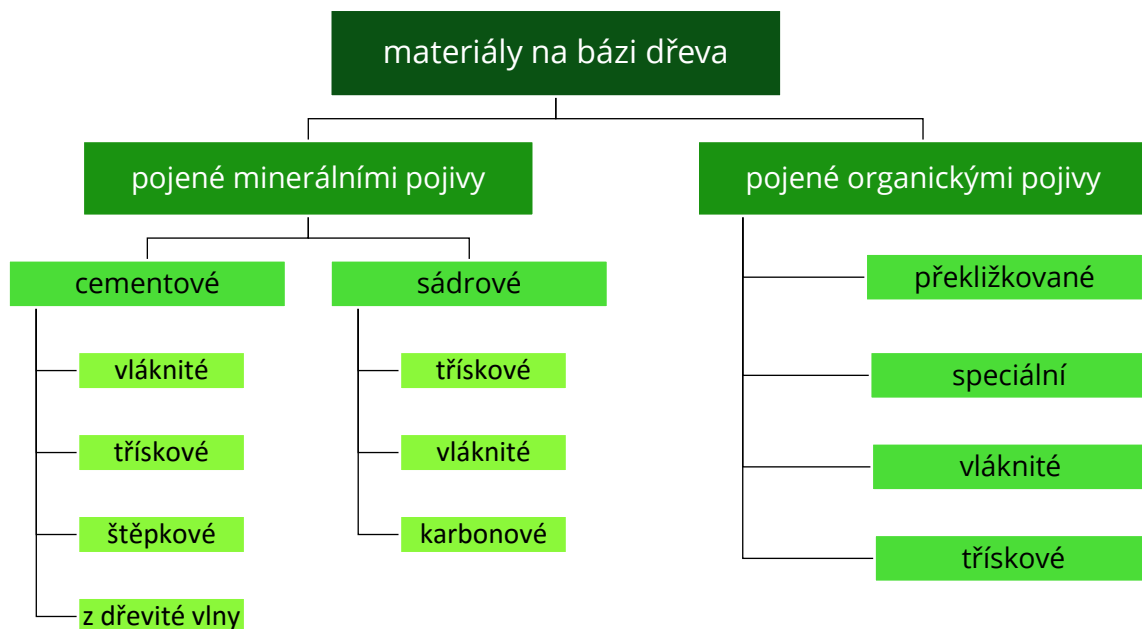 materiály na bázi dřeva
pojené minerálními pojivy
pojené organickými pojivy
cementové
sádrové
překližkované
vláknité
třískové
speciální
třískové
vláknité
vláknité
štěpkové
karbonové
třískové
z dřevité vlny